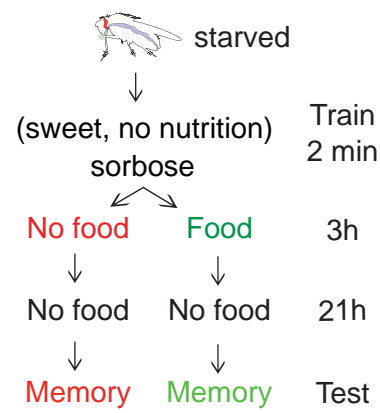 starved
(sweet, no nutrition)
sorbose
Train
2 min
No food Food 3h
No food No food 21h
Memory Memory Test